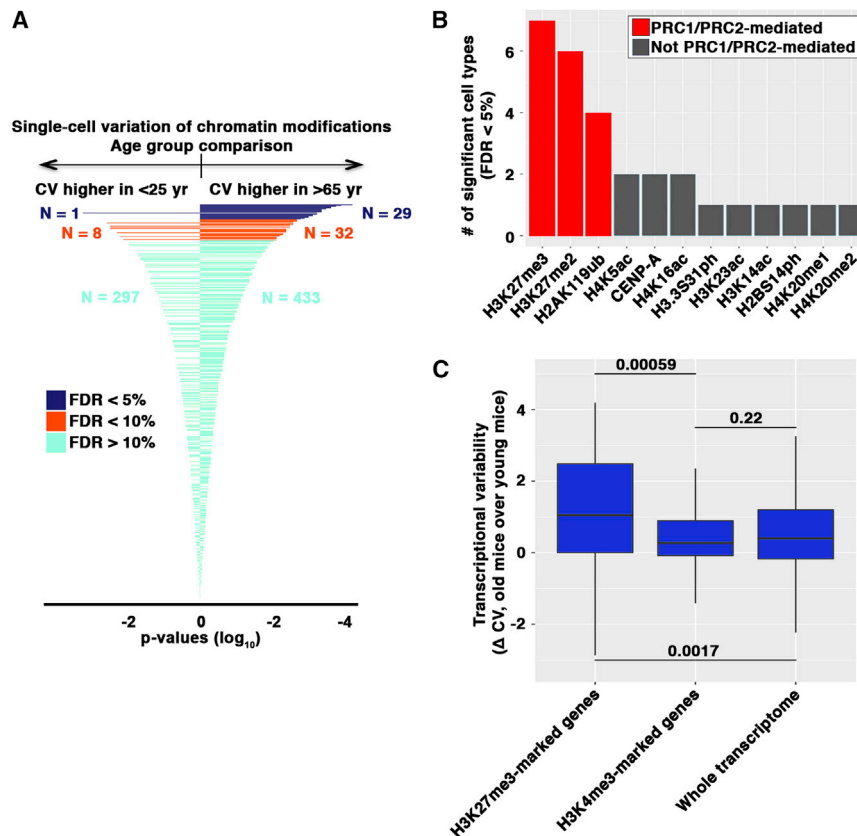 A
Single-cell variation of chromatin modifications
Age group comparison
CV higher in <25 yr
CV higher in >65 yr
N = 1
N = 29
N = 8
N = 32
N = 297
N = 433
FDR < 5%
FDR < 10%
FDR > 10%
-2
0
-2
-4
p-values (log10)
B
PRC1/PRC2-mediated
Not PRC1/PRC2-mediated
# of significant cell types
(FDR < 5%)
6
4
2
0
H3K27me3
H3K27me2
H2AK119ub
H4K5ac
CENP-A
H4K16ac
H3.3S31ph
H3K23ac
H3K14ac
H2BS14ph
H4K20me1
H4K20me2
C
Transcriptional variability
(Δ CV, old mice over young mice)
4
2
0
-2
0.00059
0.22
0.0017
H3K27me3-marked genes
H3K4me3-marked genes
Whole transcriptome